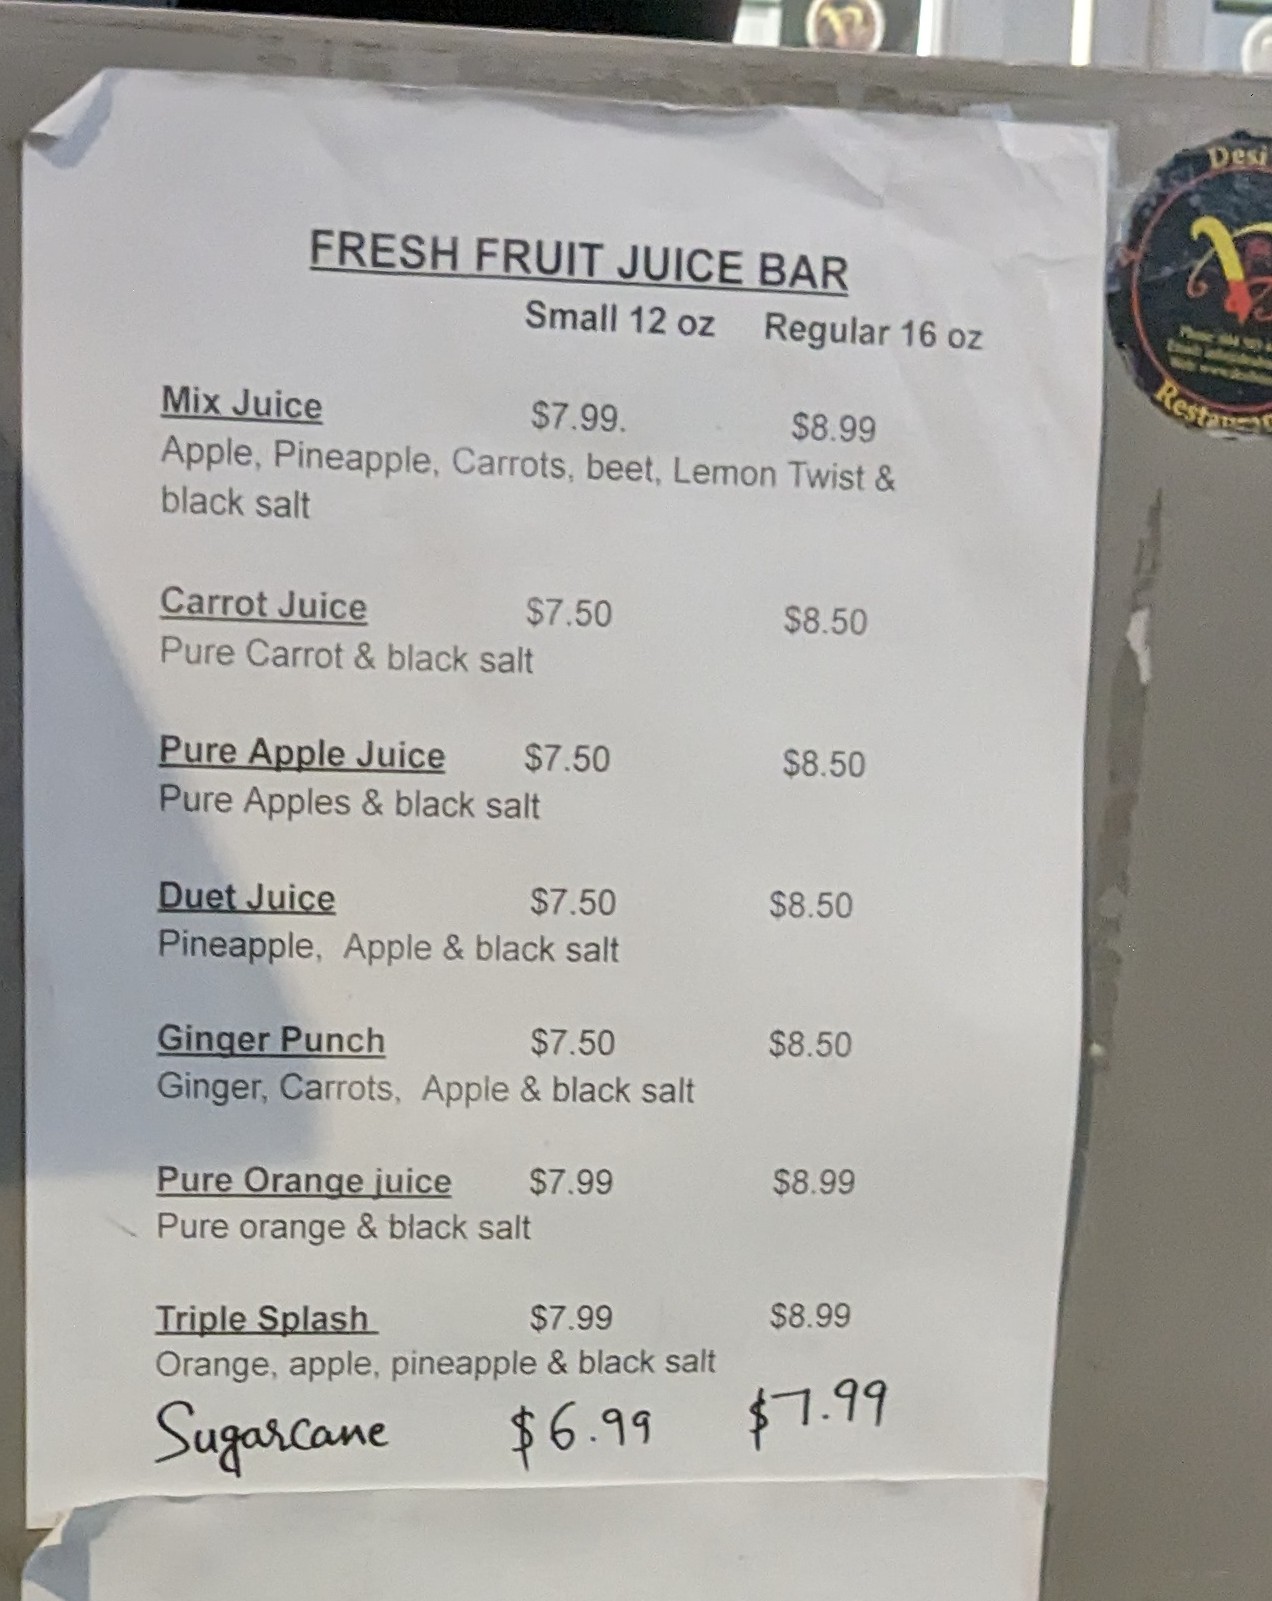 FRESH FRUIT JUICE BAR
Small 12 oz Regular 16 oz
Mix Juice $7.99. $8.99
Apple, Pineapple, Carrots, beet, Lemon Twist &
black salt
Carrot Juice $7.50 $8.50
Pure Carrot & black salt
Pure Apple Juice $7.50 $8.50
Pure Apples & black salt
Duet Juice $7.50 $8.50
Pineapple, Apple & black salt
Ginger Punch $7.50 $8.50
Ginger, Carrots, Apple & black salt
Pure Orange juice $7.99 $8.99
Pure orange & black salt
Triple Splash $7.99 $8.99
Orange, apple, pineapple & black salt
Sugarcane $6.99 $7.99
Desi